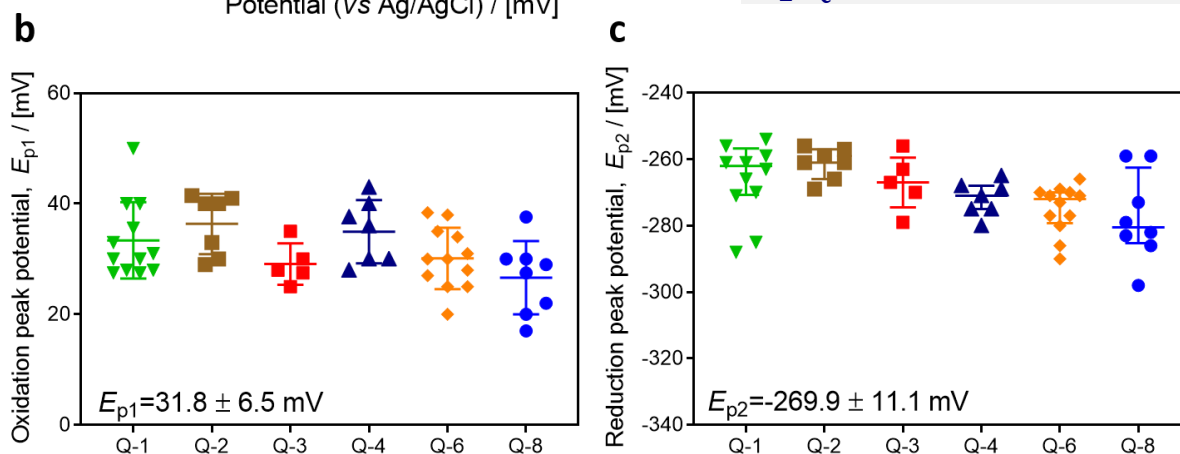 Potential (vs Ag/AgCl) / [mV]
b
Oxidation peak potential, Ep1 / [mV]
60
40
20
0
Ep1=31.8 ± 6.5 mV
Q-1 Q-2 Q-3 Q-4 Q-6 Q-8
c
Reduction peak potential, Ep2 / [mV]
-240
-260
-280
-300
-320
-340
Ep2=-269.9 ± 11.1 mV
Q-1 Q-2 Q-3 Q-4 Q-6 Q-8